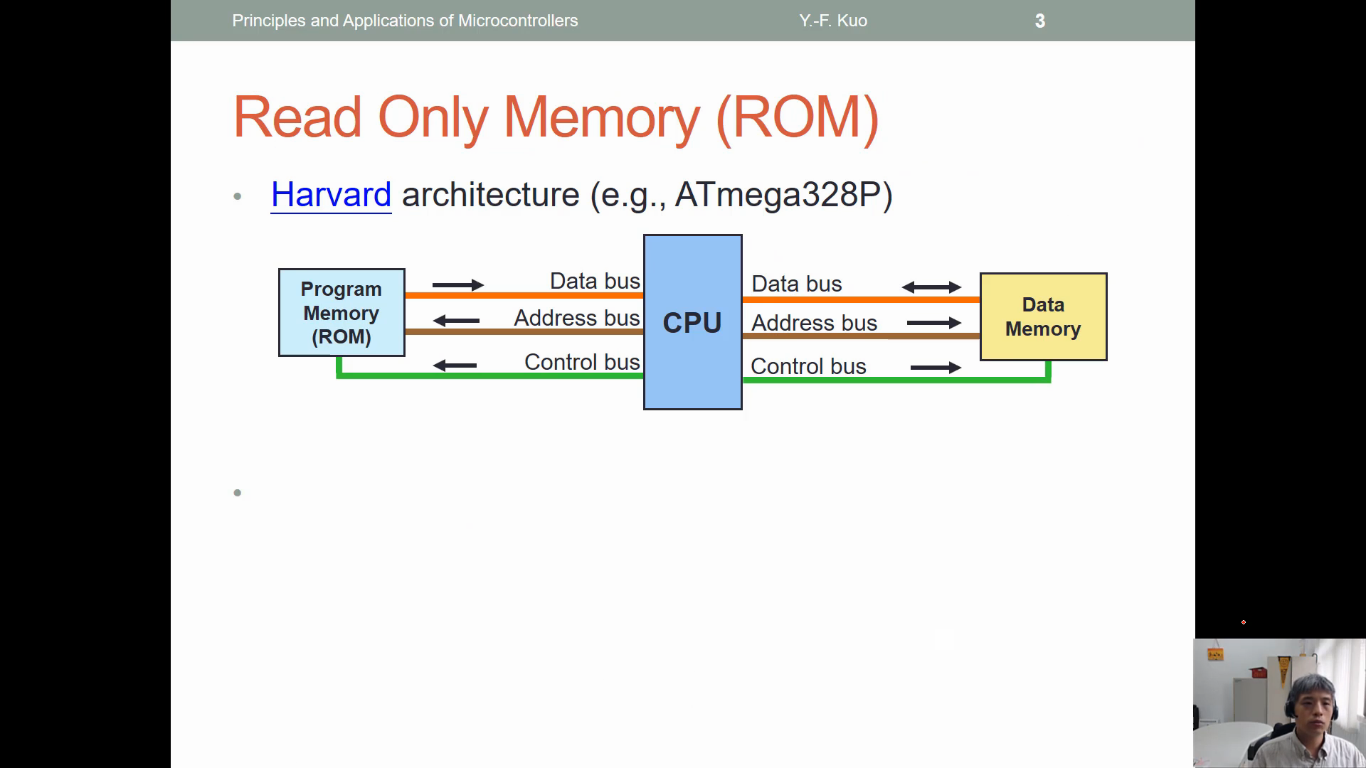 Principles and Applications of Microcontrollers Y.-F. Kuo 3
Read Only Memory (ROM)
• Harvard architecture (e.g., ATmega328P)
Program
Memory
(ROM)
Data bus
Address bus
Control bus
CPU
Data bus
Address bus
Control bus
Data
Memory
•